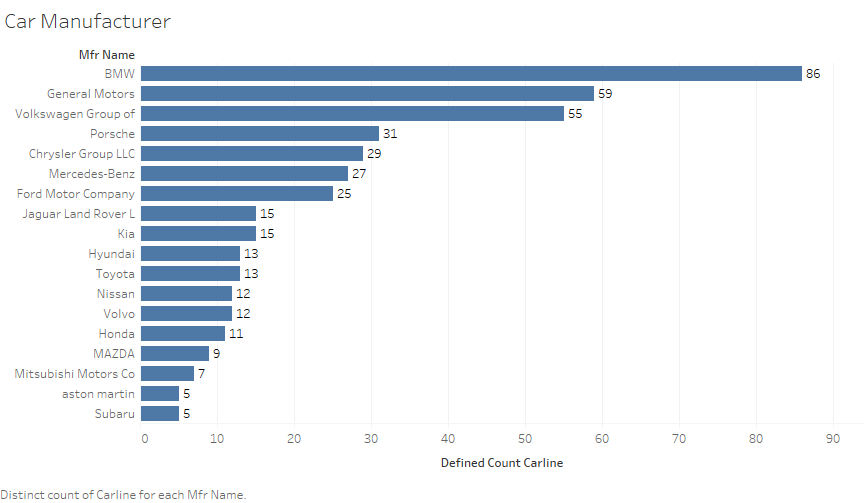 Car Manufacturer
Mfr Name
BMW 86
General Motors 59
Volkswagen Group of 55
Porsche 31
Chrysler Group LLC 29
Mercedes-Benz 27
Ford Motor Company 25
Jaguar Land Rover L 15
Kia 15
Hyundai 13
Toyota 13
Nissan 12
Volvo 12
Honda 11
MAZDA 9
Mitsubishi Motors Co 7
aston martin 5
Subaru 5
0 10 20 30 40 50 60 70 80 90
Defined Count Carline
Distinct count of Carline for each Mfr Name.